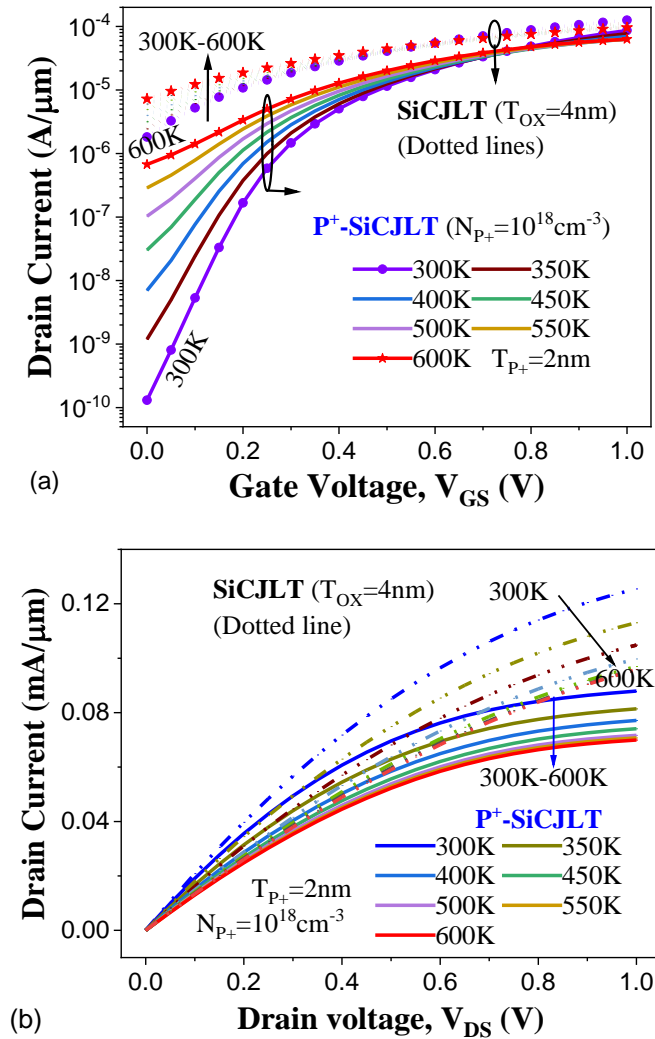 10⁻⁴
10⁻⁵
10⁻⁶
10⁻⁷
10⁻⁸
10⁻⁹
10⁻¹⁰
Drain Current (A/μm)
300K-600K
600K
300K
SiCJLT (T_OX=4nm)
(Dotted lines)
P⁺-SiCJLT (N_P+=10¹⁸cm⁻³)
300K 350K
400K 450K
500K 550K
600K T_P+=2nm
0.0 0.2 0.4 0.6 0.8 1.0
(a) Gate Voltage, V_GS (V)
0.12
0.08
0.04
0.00
Drain Current (mA/μm)
SiCJLT (T_OX=4nm)
(Dotted line)
300K
600K
300K-600K
P⁺-SiCJLT
300K 350K
400K 450K
500K 550K
600K
T_P+=2nm
N_P+=10¹⁸cm⁻³
0.0 0.2 0.4 0.6 0.8 1.0
(b) Drain voltage, V_DS (V)